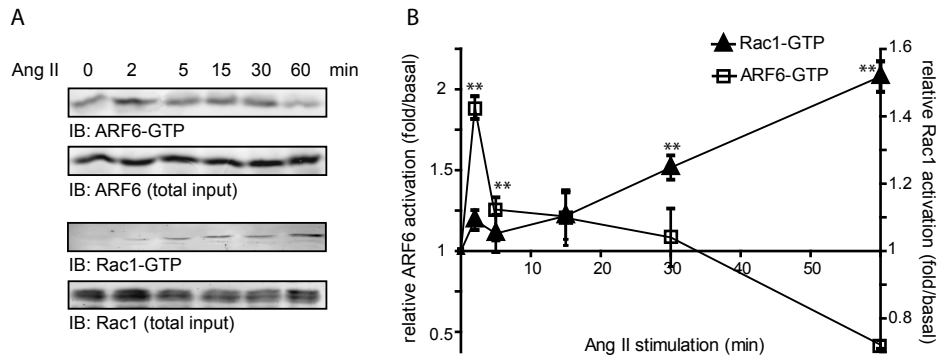 A
Ang II 0 2 5 15 30 60 min
IB: ARF6-GTP
IB: ARF6 (total input)
IB: Rac1-GTP
IB: Rac1 (total input)
B
Rac1-GTP
ARF6-GTP
relative ARF6 activation (fold/basal)
2
1.5
1
0.5
**
**
**
**
10 20 30 40 50
Ang II stimulation (min)
1.6
1.4
1.2
1
0.8
relative Rac1 activation (fold/basal)